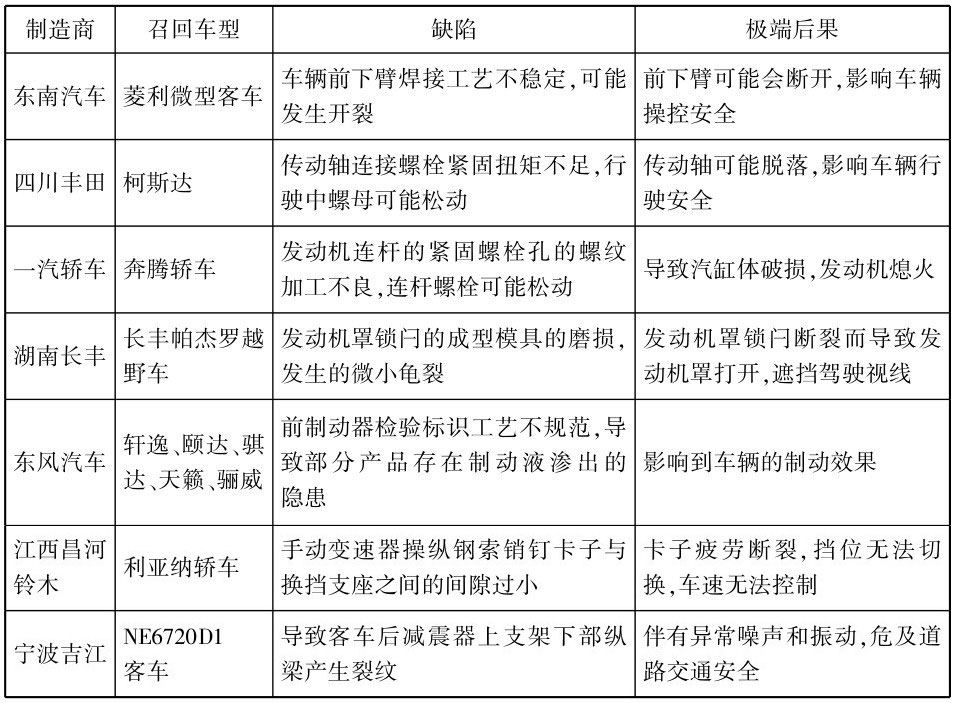 制造商 召回车型 缺陷 极端后果
东南汽车 菱利微型客车 车辆前下臂焊接工艺不稳定,可能 前下臂可能会断开,影响车辆
发生开裂 操控安全
四川丰田 柯斯达 传动轴连接螺栓紧固扭矩不足,行 传动轴可能脱落,影响车辆行
驶中螺母可能松动 驶安全
一汽轿车 奔腾轿车 发动机连杆的紧固螺栓孔的螺纹 导致汽缸体破损,发动机熄火
加工不良,连杆螺栓可能松动
湖南长丰 长丰帕杰罗越 发动机罩锁闩的成型模具的磨损, 发动机罩锁闩断裂而导致发
野车 发生的微小龟裂 动机罩打开,遮挡驾驶视线
东风汽车 轩逸、颐达、骐 前制动器检验标识工艺不规范,导 影响到车辆的制动效果
达、天籁、骊威 致部分产品存在制动液渗出的
隐患
江西昌河 利亚纳轿车 手动变速器操纵钢索销钉卡子与 卡子疲劳断裂,挡位无法切
铃木 换挡支座之间的间隙过小 换,车速无法控制
宁波吉江 NE6720D1 导致客车后减震器上支架下部纵 伴有异常噪声和振动,危及道
客车 梁产生裂纹 路交通安全